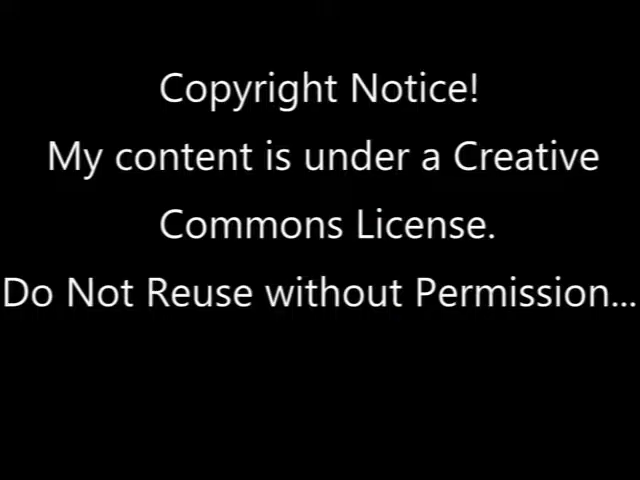 Copyright Notice!
My content is under a Creative
Commons License.
Do Not Reuse without Permission...